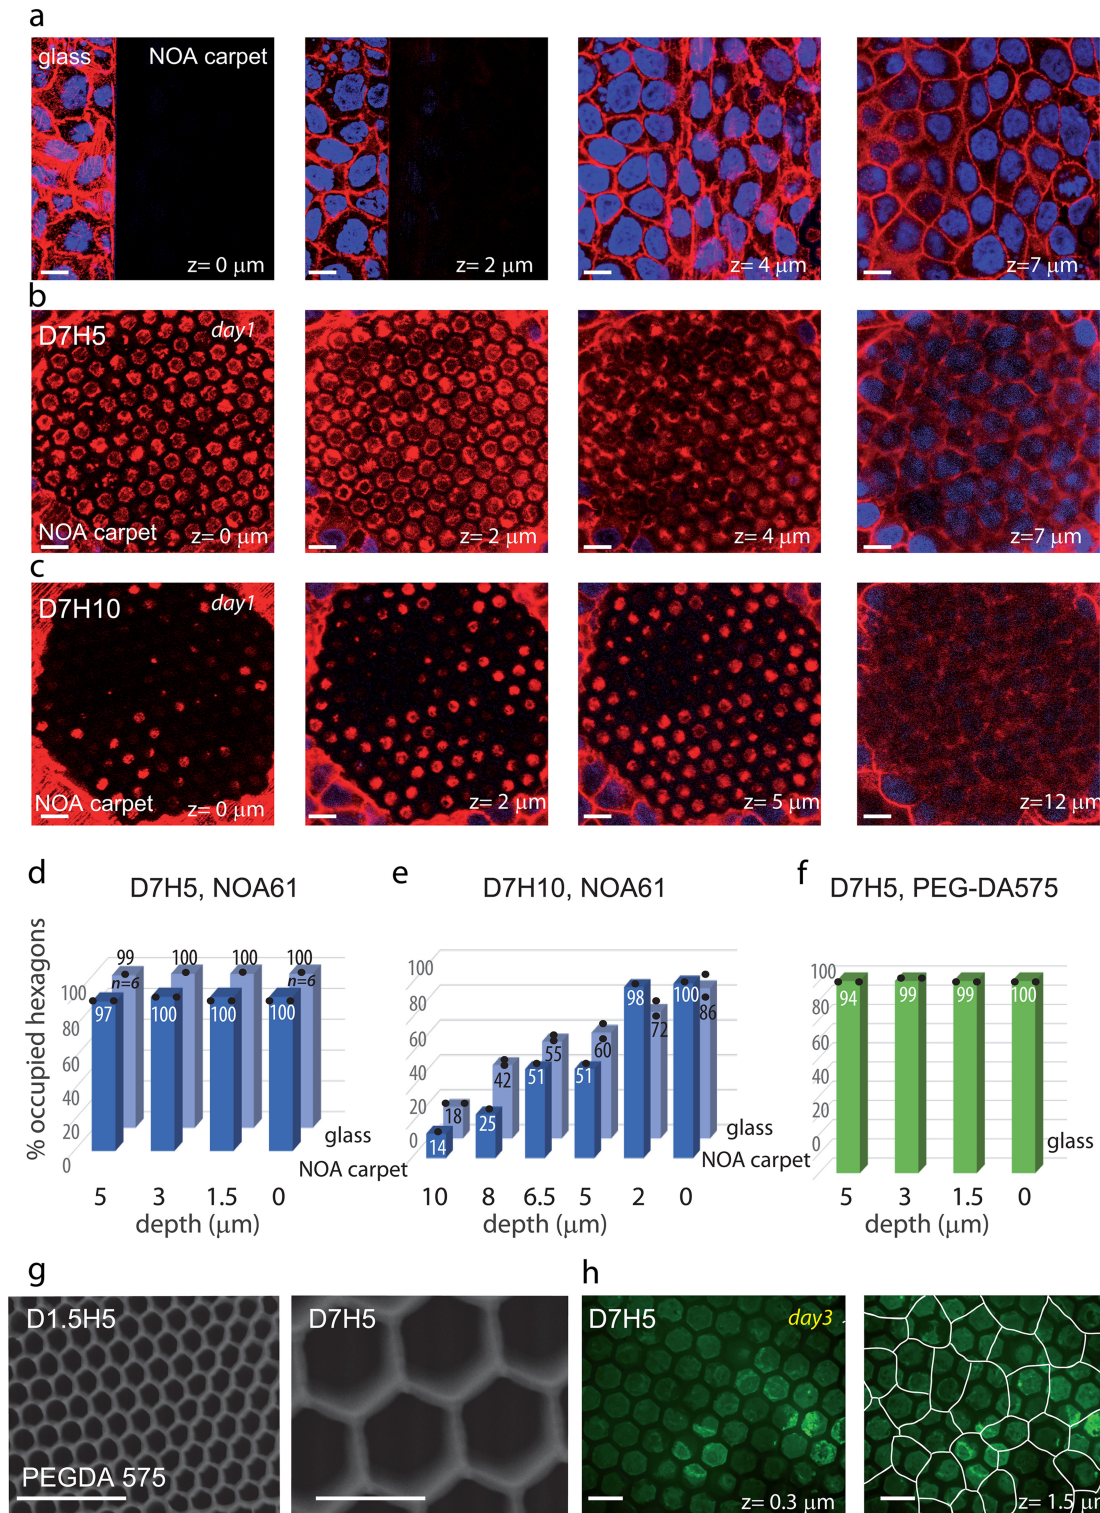 a
glass NOA carpet
z= 0 µm
z= 2 µm
z= 4 µm
z=7 µm
b
D7H5 day1
NOA carpet z= 0 µm
z= 2 µm
z= 4 µm
z=7 µm
c
D7H10 day1
NOA carpet z= 0 µm
z= 2 µm
z= 5 µm
z=12 µm
d
D7H5, NOA61
% occupied hexagons
100
80
60
40
20
0
99 100 100 100
n=6 n=6
97 100 100 100
glass
NOA carpet
5 3 1.5 0
depth (µm)
e
D7H10, NOA61
100
80
60
40
20
0
18 42 55 60 72 86
14 25 51 51 98 100
glass
NOA carpet
10 8 6.5 5 2 0
depth (µm)
f
D7H5, PEG-DA575
100
80
60
40
20
0
94 99 99 100
glass
5 3 1.5 0
depth (µm)
g
D1.5H5
PEGDA 575
D7H5
h
D7H5 day3
z= 0.3 µm
z= 1.5 µm